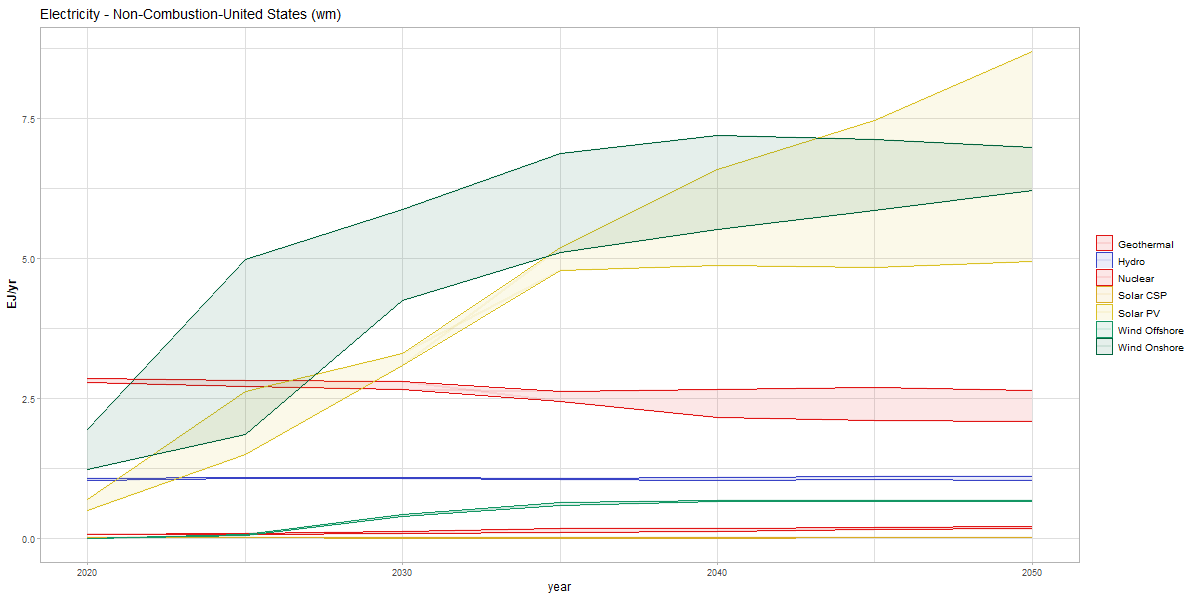 Electricity - Non-Combustion-United States (wm)
EJ/yr
7.5
5.0
2.5
0.0
2020
2030
2040
2050
year
Geothermal
Hydro
Nuclear
Solar CSP
Solar PV
Wind Offshore
Wind Onshore